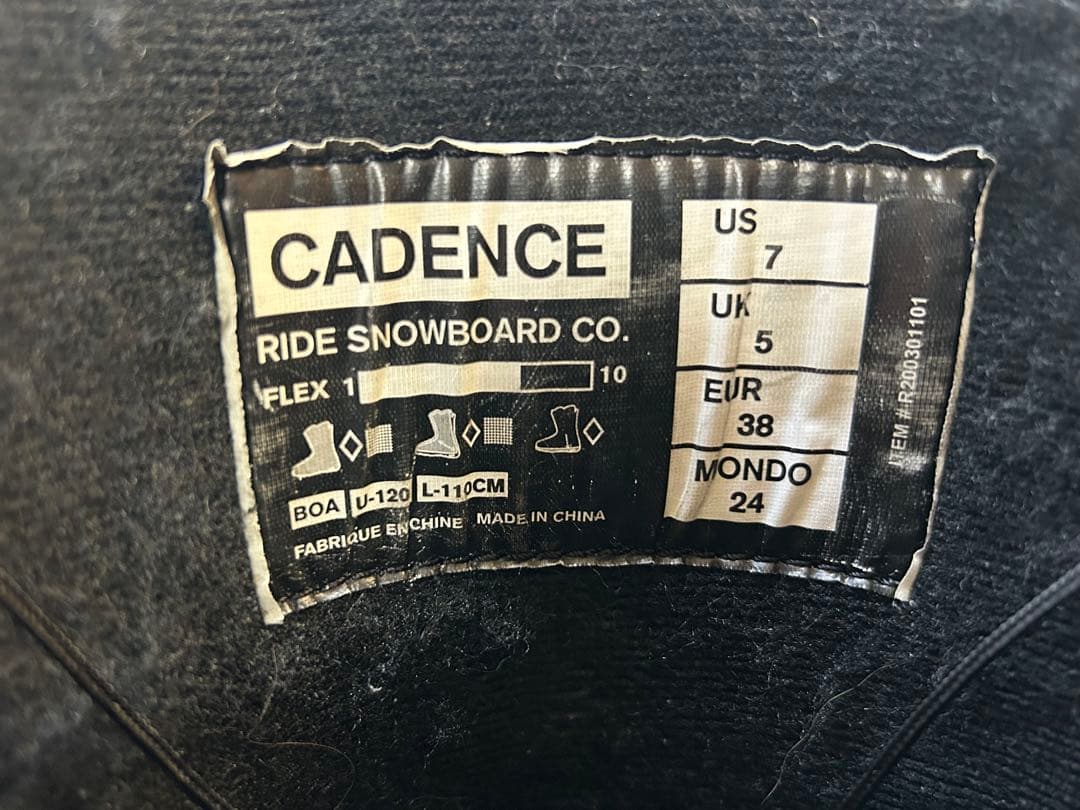 CADENCE
RIDE SNOWBOARD CO.
FLEX 1 10
BOA U-120 L-110CM
FABRIQUE EN CHINE MADE IN CHINA
US
7
UK
5
EUR
38
MONDO
24
ITEM # R200301101